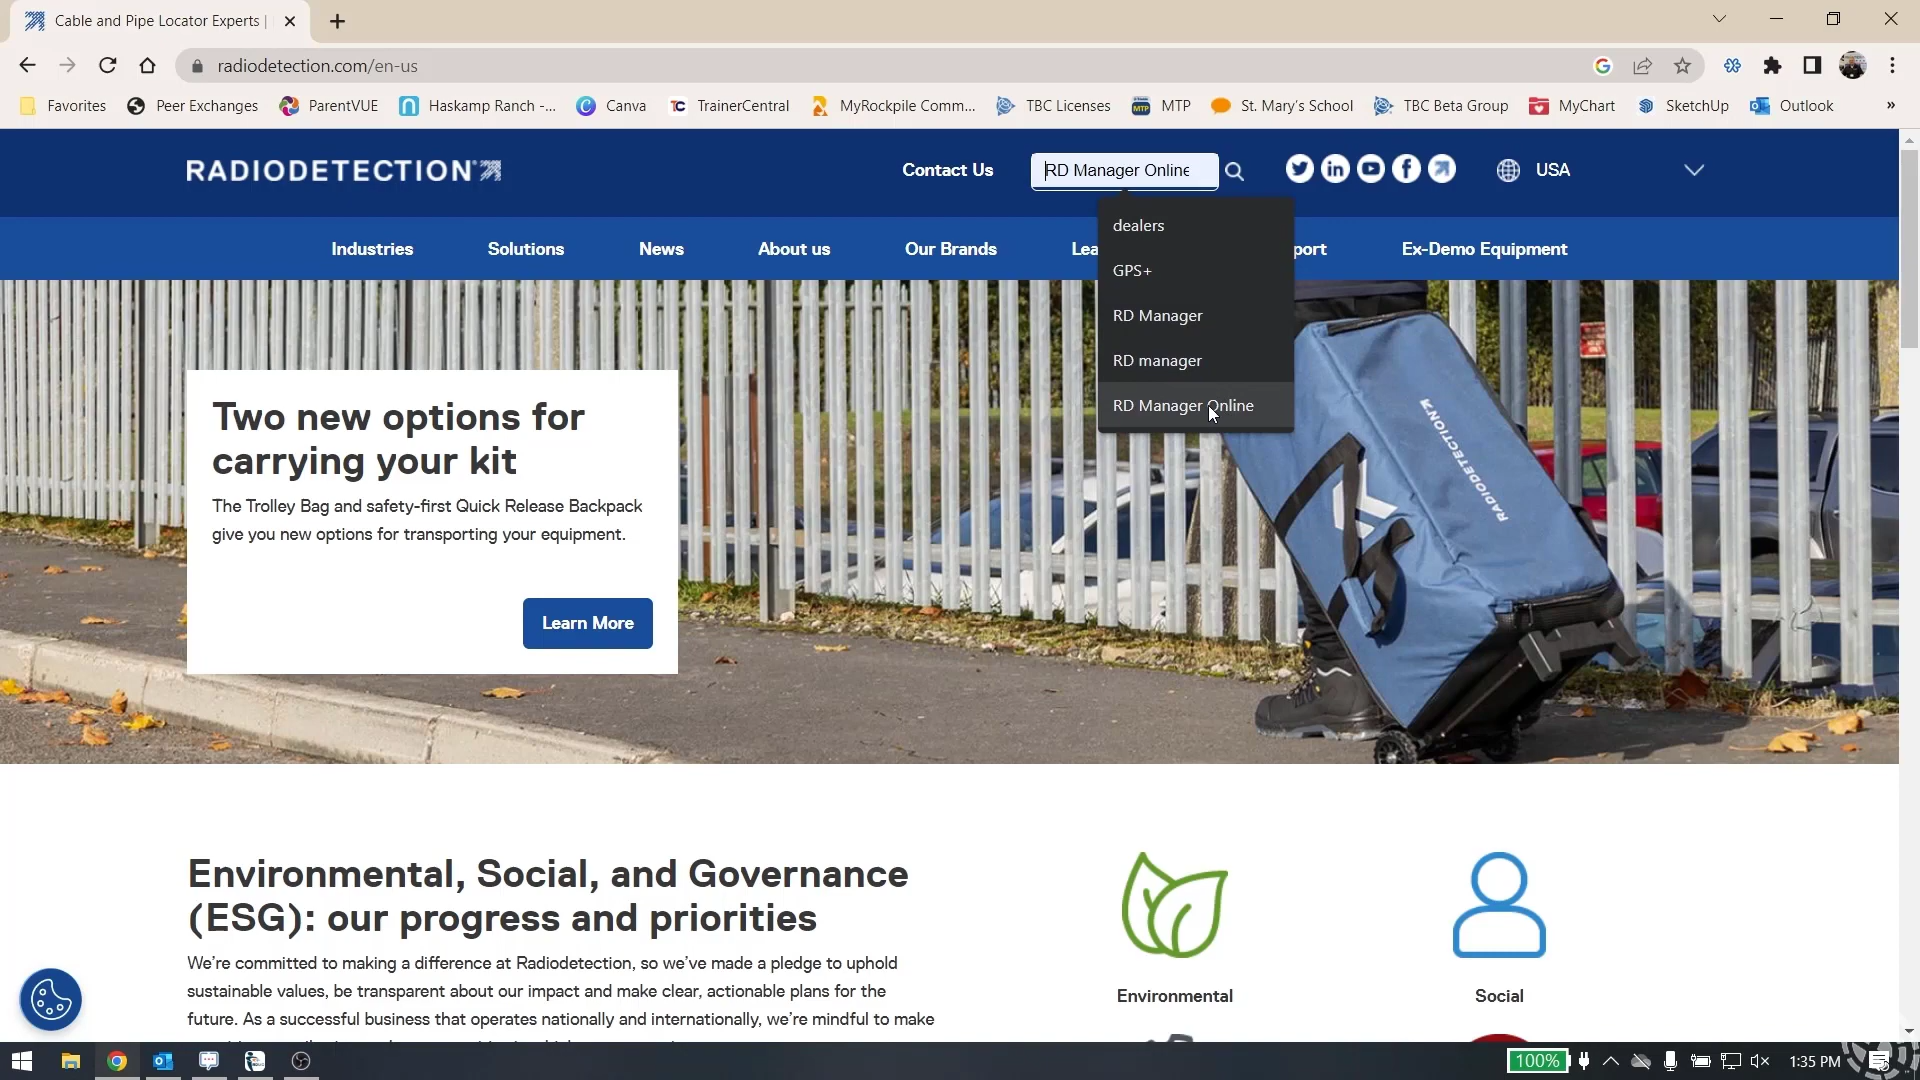 Cable and Pipe Locator Experts |
radiodetection.com/en-us
Favorites Peer Exchanges ParentVUE Haskamp Ranch -... Canva TrainerCentral MyRockpile Comm... TBC Licenses MTP St. Mary's School TBC Beta Group MyChart SketchUp Outlook »
RADIODETECTION Contact Us RD Manager Online USA
Industries Solutions News About us Our Brands Lea port Ex-Demo Equipment
dealers
GPS+
RD Manager
RD manager
RD Manager Online
Two new options for
carrying your kit
The Trolley Bag and safety-first Quick Release Backpack
give you new options for transporting your equipment.
Learn More
RADIODETECTION
Environmental, Social, and Governance
(ESG): our progress and priorities
We're committed to making a difference at Radiodetection, so we've made a pledge to uphold
sustainable values, be transparent about our impact and make clear, actionable plans for the
future. As a successful business that operates nationally and internationally, we're mindful to make
Environmental Social
100% 1:35 PM